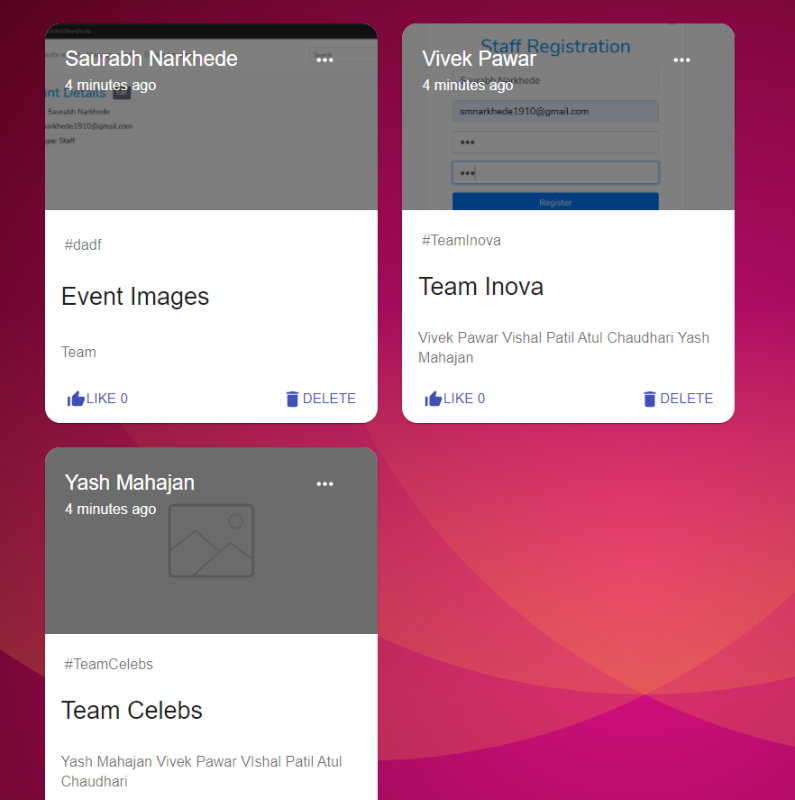 Saurabh Narkhede
4 minutes ago
Search
nt Details
Saurabh Narkhede
arkhede1910@gmail.com
ype: Staff
#dadf
Event Images
Team
LIKE 0
DELETE
Staff Registration
Vivek Pawar
Saurabh Narkhede
4 minutes ago
smnarkhede1910@gmail.com
•••
•••
Register
#TeamInova
Team Inova
Vivek Pawar Vishal Patil Atul Chaudhari Yash
Mahajan
LIKE 0
DELETE
Yash Mahajan
4 minutes ago
#TeamCelebs
Team Celebs
Yash Mahajan Vivek Pawar VIshal Patil Atul
Chaudhari